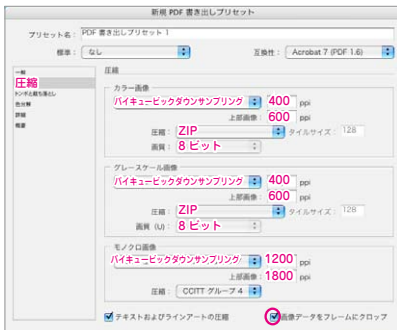 新規 PDF 書き出しプリセット
プリセット名： PDF 書き出しプリセット 1
標準： なし 互換性： Acrobat 7 (PDF 1.6)
一般
圧縮
トンボと裁ち落とし
色分解
詳細
概要
圧縮
カラー画像
バイキュービックダウンサンプリング 400 ppi
上部画像： 600 ppi
圧縮： ZIP タイルサイズ： 128
画質： 8ビット
グレースケール画像
バイキュービックダウンサンプリング 400 ppi
上部画像： 600 ppi
圧縮： ZIP タイルサイズ： 128
画質 (U)： 8ビット
モノクロ画像
バイキュービックダウンサンプリング 1200 ppi
上部画像： 1800 ppi
圧縮： CCITT グループ 4
テキストおよびラインアートの圧縮 画像データをフレームにクロップ